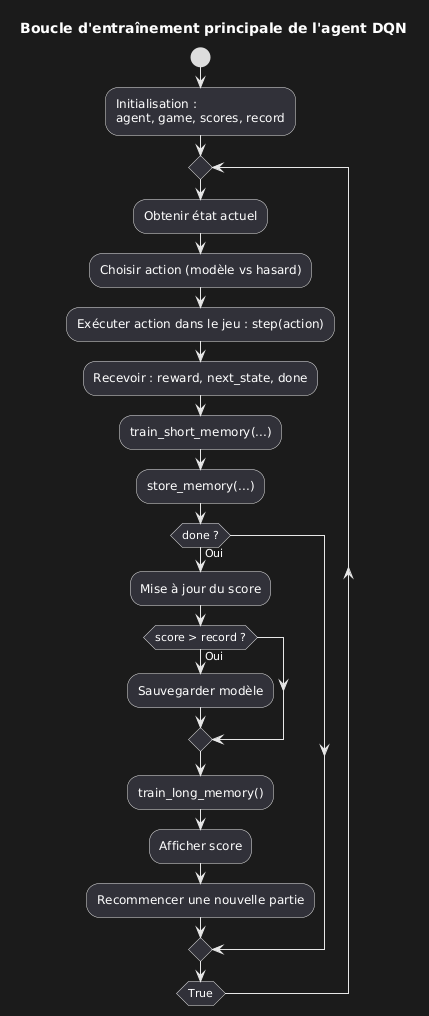 Boucle d'entraînement principale de l'agent DQN
Initialisation :
agent, game, scores, record
Obtenir état actuel
Choisir action (modèle vs hasard)
Exécuter action dans le jeu : step(action)
Recevoir : reward, next_state, done
train_short_memory(...)
store_memory(...)
done ?
Oui
Mise à jour du score
score > record ?
Oui
Sauvegarder modèle
train_long_memory()
Afficher score
Recommencer une nouvelle partie
True